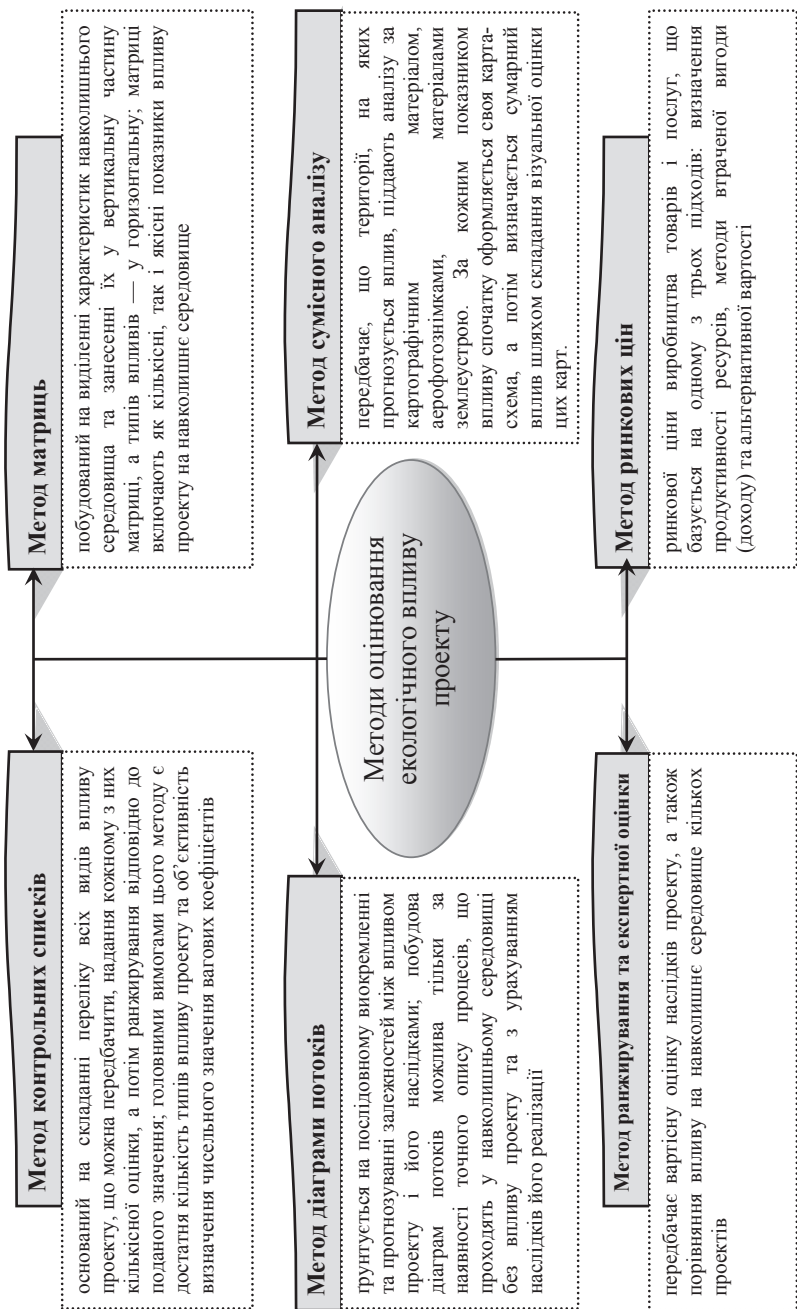 Метод контрольних списків
оснований на складанні переліку всіх видів впливу
проекту, що можна передбачити, надання кожному з них
кількісної оцінки, а потім ранжирування відповідно до
поданого значення; головними вимогами цього методу є
достатня кількість типів впливу проекту та об’єктивність
визначення чисельного значення вагових коефіцієнтів
Метод матриць
побудований на виділенні характеристик навколишнього
середовища та занесенні їх у вертикальну частину
матриці, а типів впливів — у горизонтальну; матриці
включають як кількісні, так і якісні показники впливу
проекту на навколишнє середовище
Метод діаграми потоків
ґрунтується на послідовному виокремленні
та прогнозуванні залежностей між впливом
проекту і його наслідками; побудова
діаграм потоків можлива тільки за
наявності точного опису процесів, що
проходять у навколишньому середовищі
без впливу проекту та з урахуванням
наслідків його реалізації
Методи оцінювання
екологічного впливу
проекту
Метод сумісного аналізу
передбачає, що території, на яких
прогнозується вплив, піддають аналізу за
картографічним матеріалом,
аерофотознімками, матеріалами
землеустрою. За кожним показником
впливу спочатку оформляється своя карта-
схема, а потім визначається сумарний
вплив шляхом складання візуальної оцінки
цих карт.
Метод ранжирування та експертної оцінки
передбачає вартісну оцінку наслідків проекту, а також
порівняння впливу на навколишнє середовище кількох
проектів
Метод ринкових цін
ринкової ціни виробництва товарів і послуг, що
базується на одному з трьох підходів: визначення
продуктивності ресурсів, методи втраченої вигоди
(доходу) та альтернативної вартості